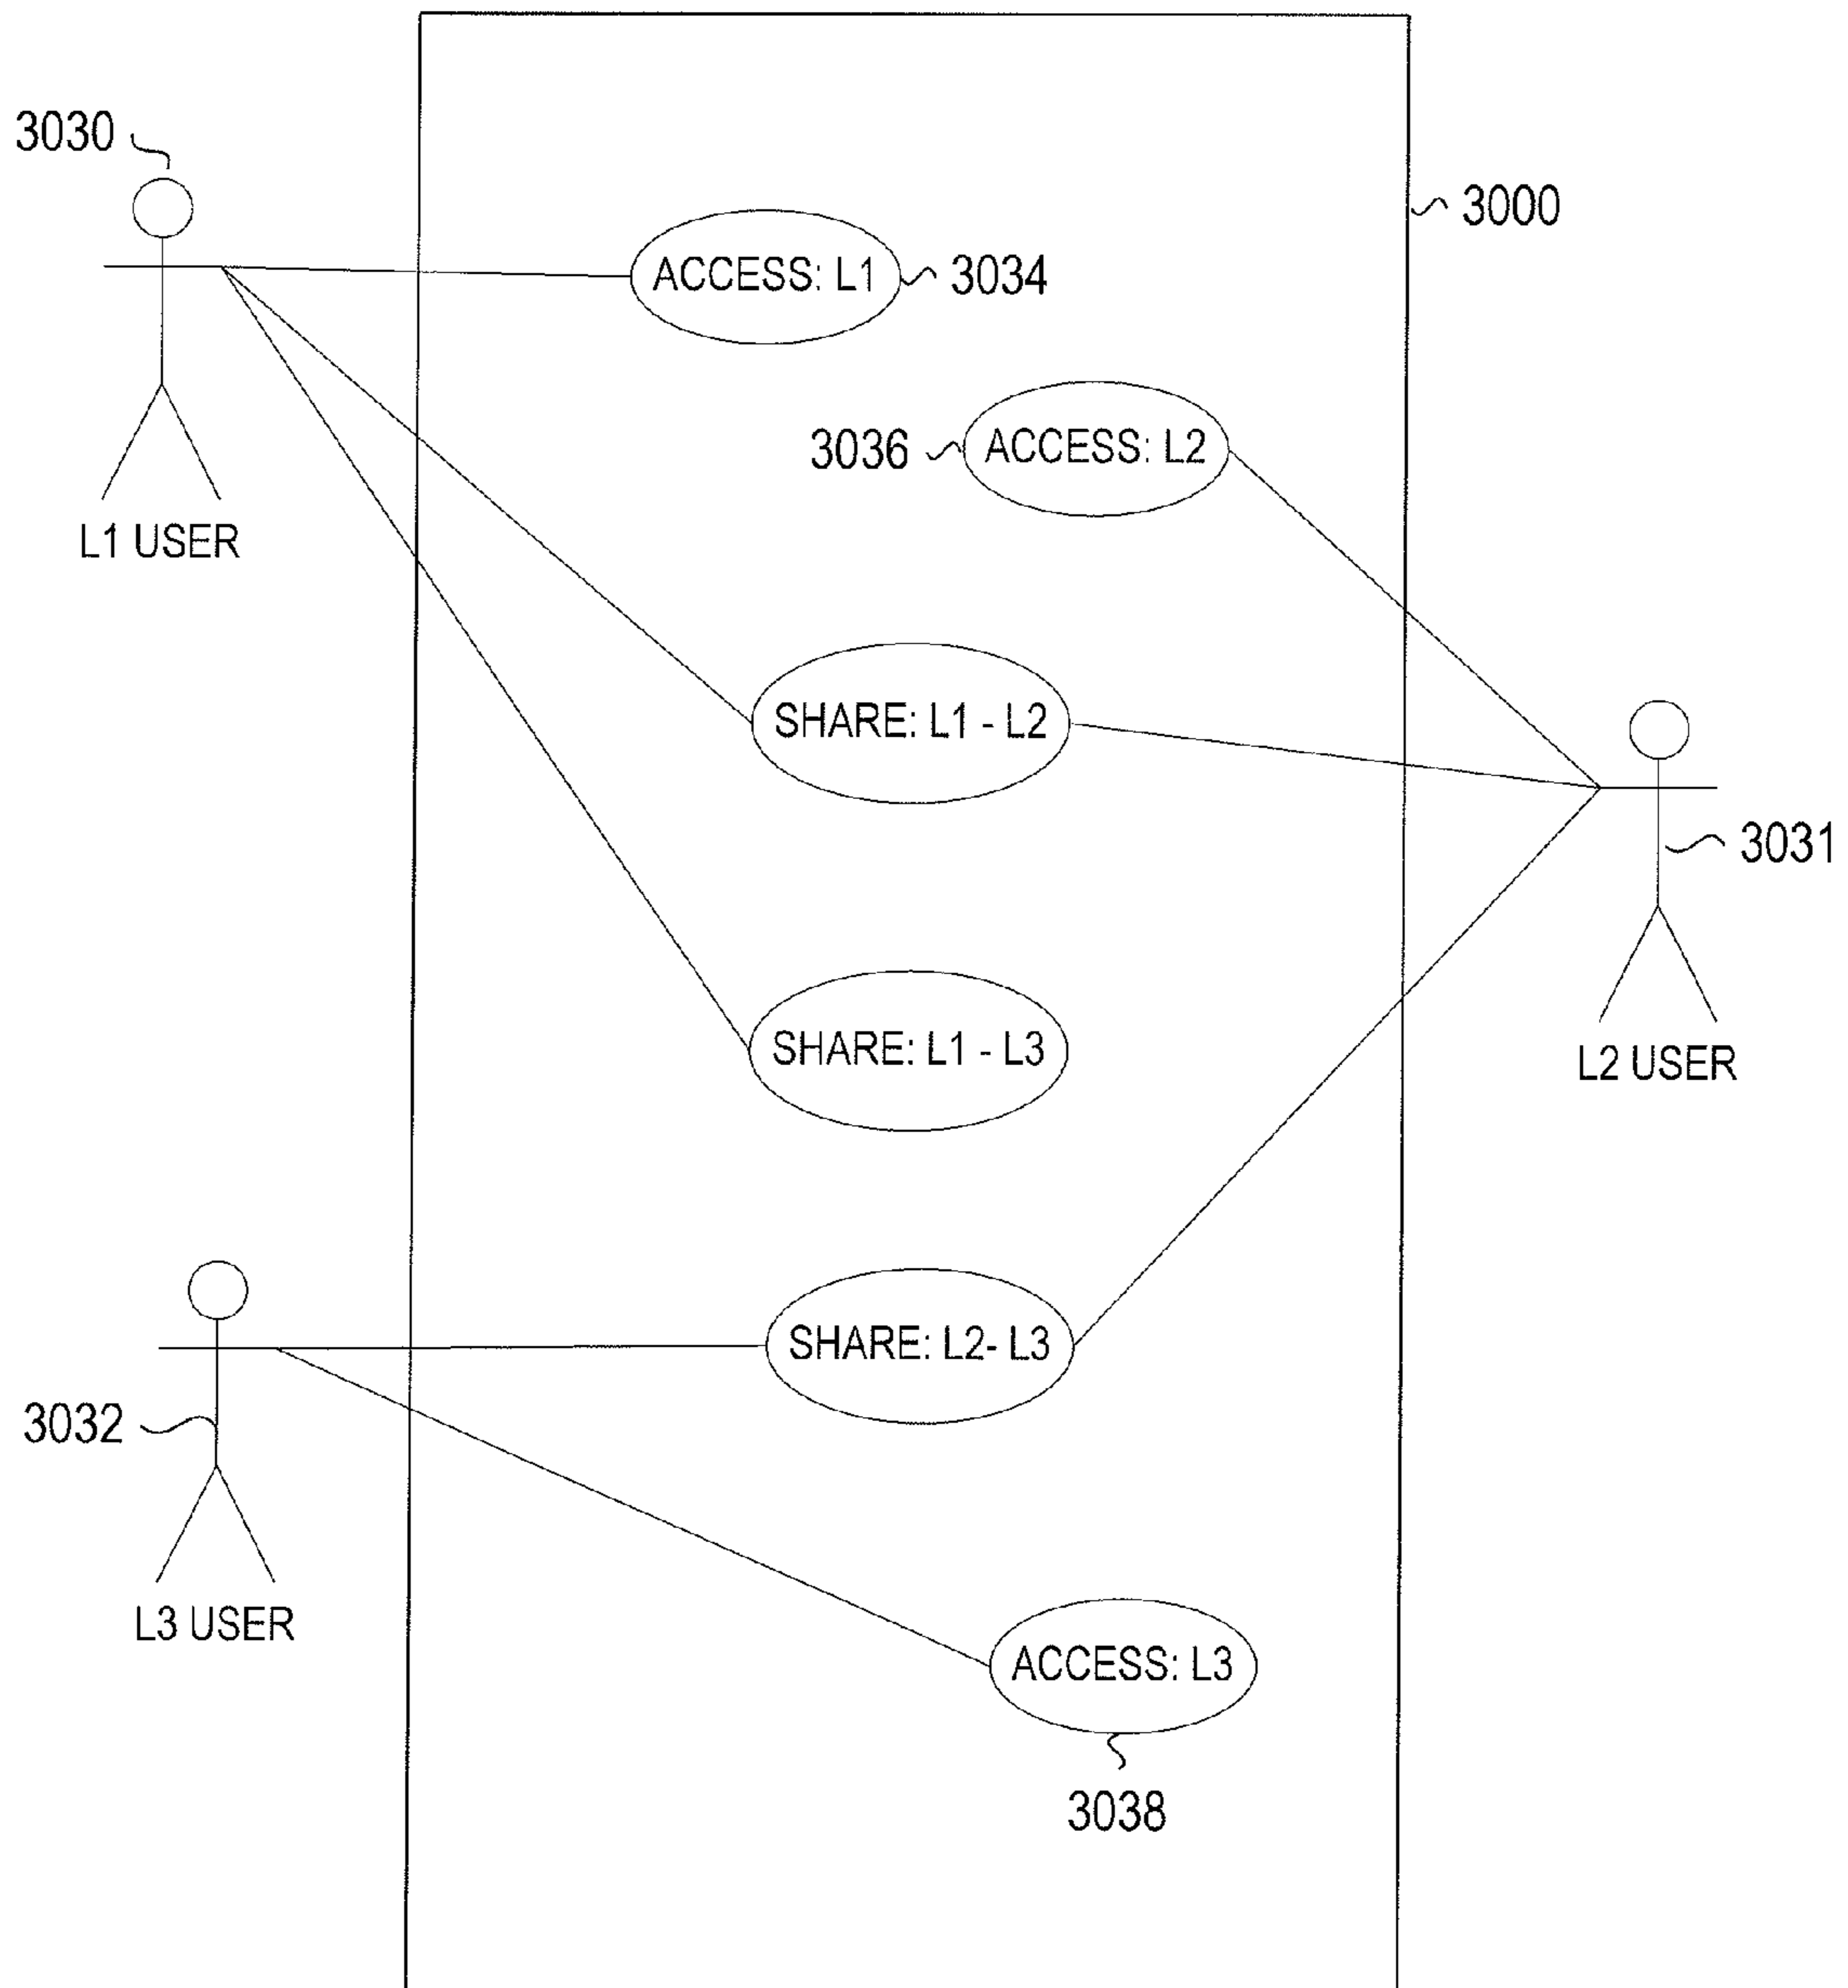 3030
3000
ACCESS: L1
3034
3036
ACCESS: L2
L1 USER
SHARE: L1 - L2
3031
SHARE: L1 - L3
L2 USER
SHARE: L2- L3
3032
L3 USER
ACCESS: L3
3038